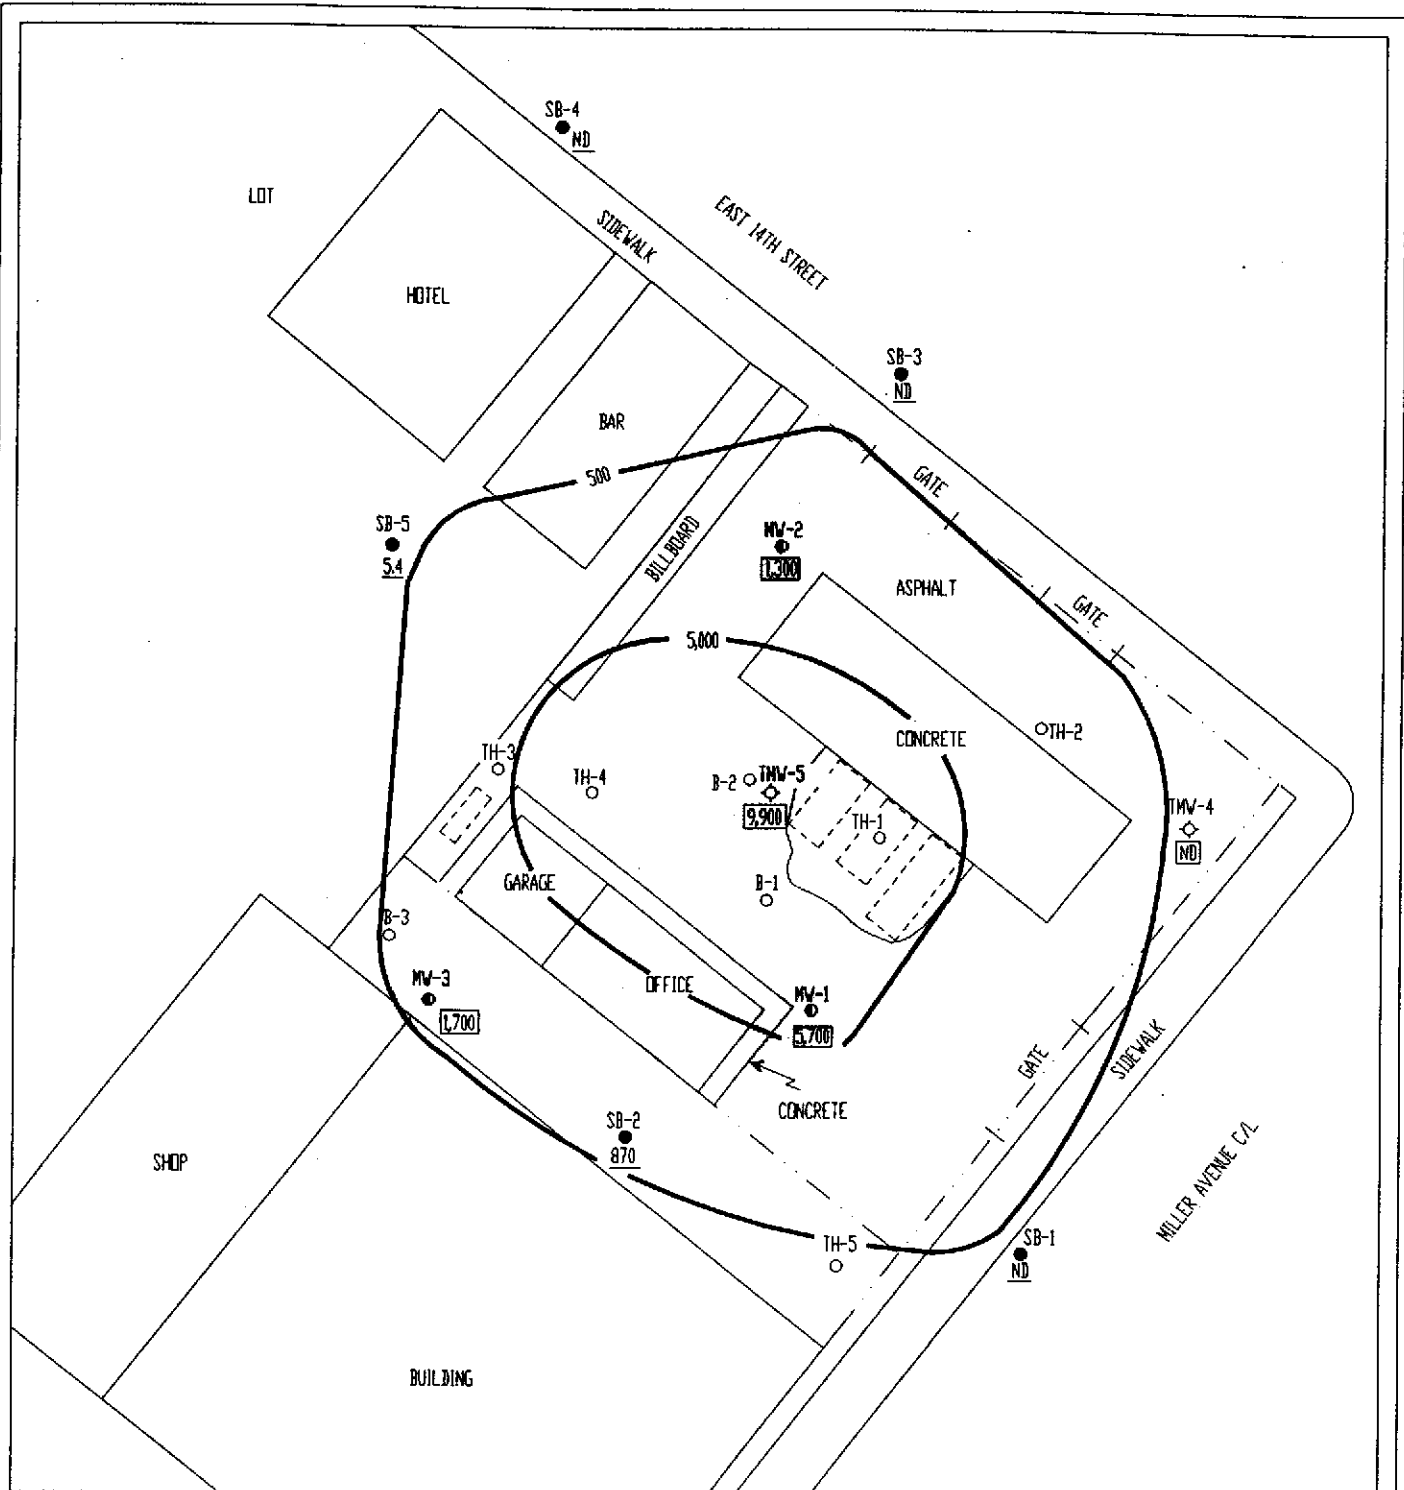 SB-4
ND
LOT
EAST 14TH STREET
SIDEWALK
HOTEL
SB-3
ND
BAR
500
GATE
SB-5
5.4
MW-2
1,300
BILLBOARD
ASPHALT
GATE
5,000
TH-2
CONCRETE
TH-3
TH-4
B-2
TMW-5
9,900
TH-1
TMW-4
ND
GARAGE
B-1
B-3
MW-3
1,700
OFFICE
MW-1
5,700
GATE
SIDEWALK
CONCRETE
SB-2
870
SHOP
MILLER AVENUE C/L
TH-5
SB-1
ND
BUILDING